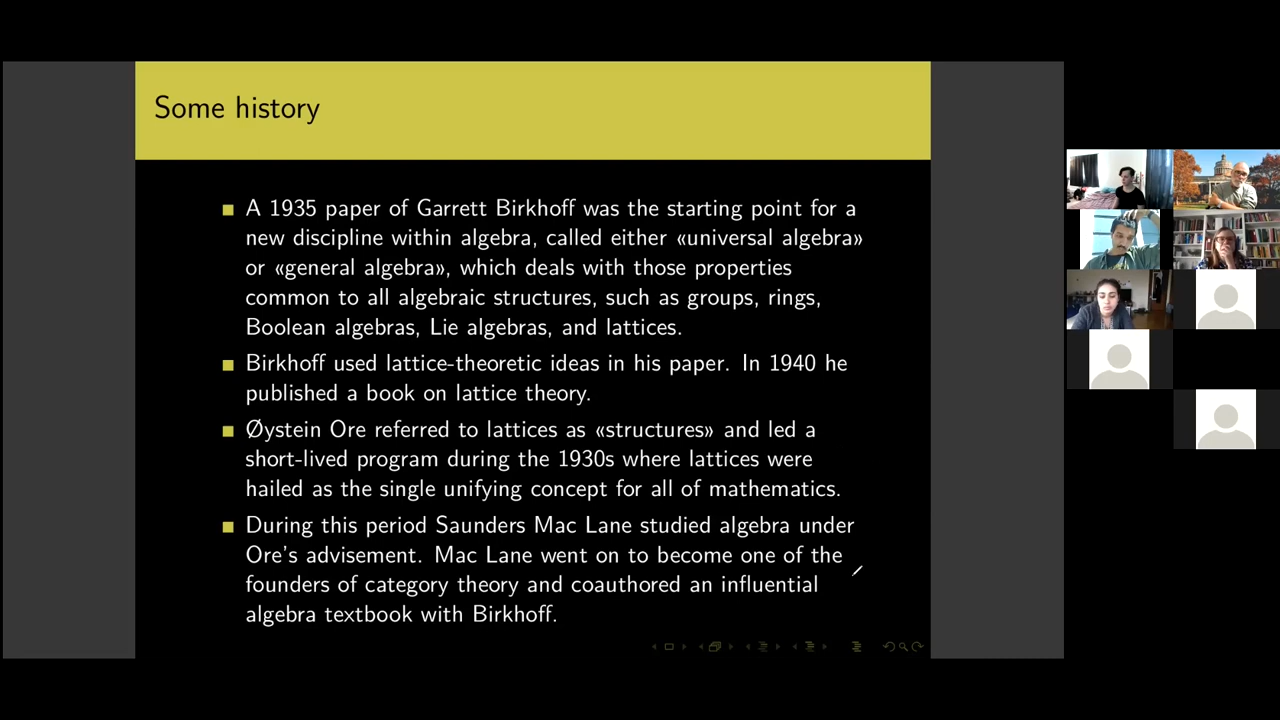 Some history
A 1935 paper of Garrett Birkhoff was the starting point for a
new discipline within algebra, called either «universal algebra»
or «general algebra», which deals with those properties
common to all algebraic structures, such as groups, rings,
Boolean algebras, Lie algebras, and lattices.
Birkhoff used lattice-theoretic ideas in his paper. In 1940 he
published a book on lattice theory.
Øystein Ore referred to lattices as «structures» and led a
short-lived program during the 1930s where lattices were
hailed as the single unifying concept for all of mathematics.
During this period Saunders Mac Lane studied algebra under
Ore's advisement. Mac Lane went on to become one of the
founders of category theory and coauthored an influential
algebra textbook with Birkhoff.